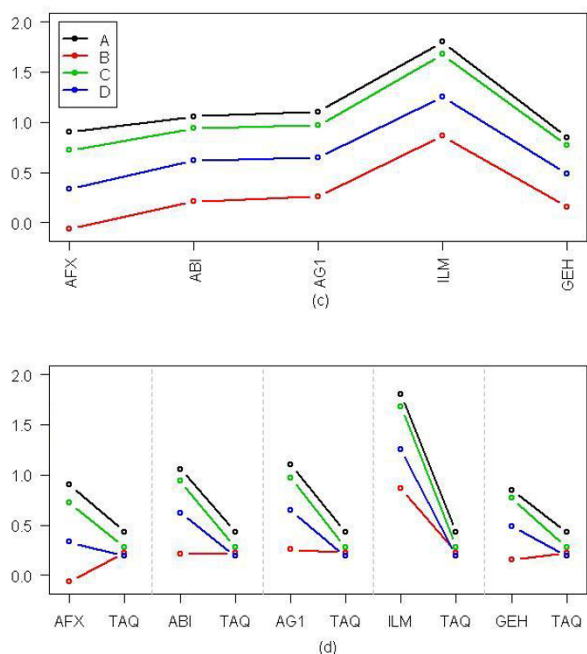 2.0
1.5
1.0
0.5
0.0
A
B
C
D
AFX ABI AG1 ILM GEH
(c)
2.0
1.5
1.0
0.5
0.0
AFX TAQ ABI TAQ AG1 TAQ ILM TAQ GEH TAQ
(d)